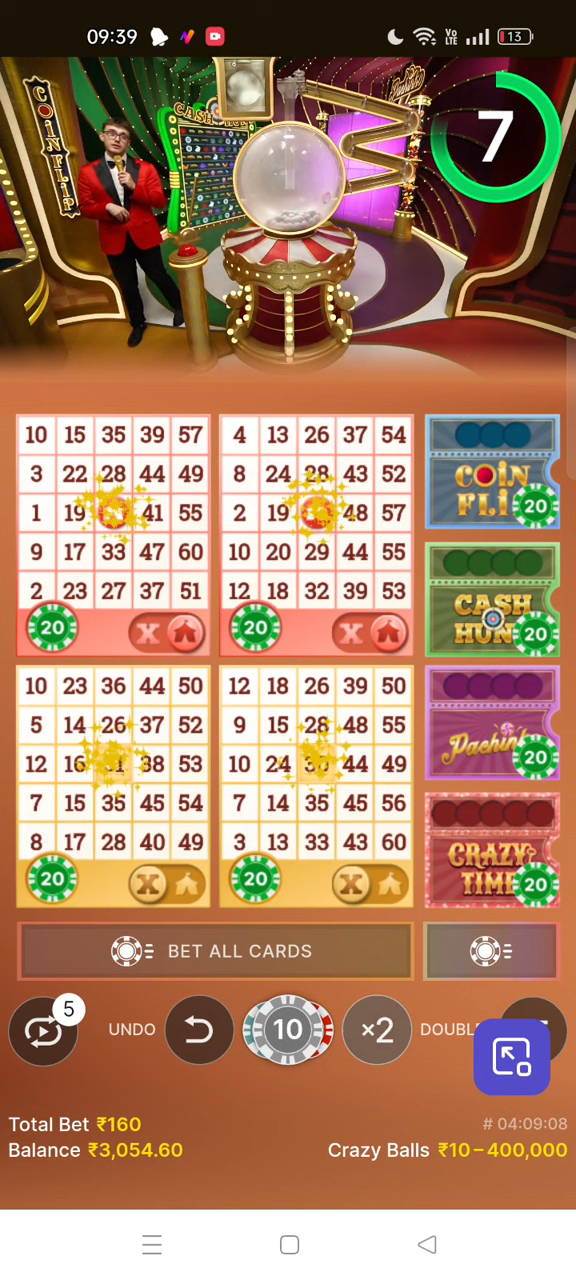 09:39
Vo LTE
13
COIN FLIP
CASH HUNT
7
10 15 35 39 57
3 22 28 44 49
1 19 41 55
9 17 33 47 60
2 23 27 37 51
20
X
4 13 26 37 54
8 24 28 43 52
2 19 48 57
10 20 29 44 55
12 18 32 39 53
20
X
COIN
FLIP
20
CASH
HUNT
20
10 23 36 44 50
5 14 26 37 52
12 16 38 53
7 15 35 45 54
8 17 28 40 49
20
X
12 18 26 39 50
9 15 28 48 55
10 24 44 49
7 14 35 45 56
3 13 33 43 60
20
X
Pachinko
20
CRAZY
TIME
20
BET ALL CARDS
5
UNDO
10
×2
DOUBLE
Total Bet ₹160
# 04:09:08
Balance ₹3,054.60
Crazy Balls ₹10–400,000